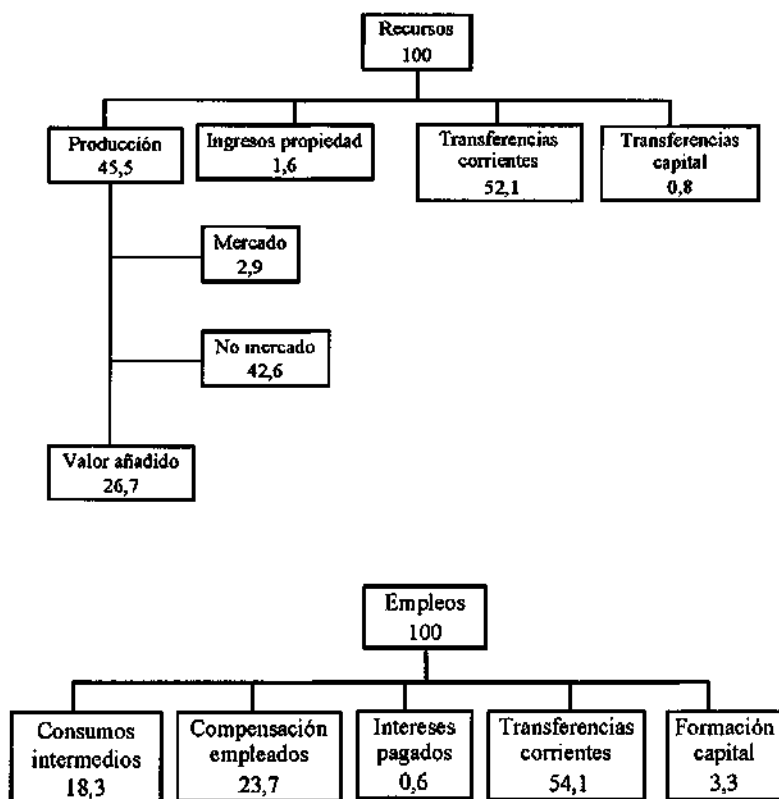 Recursos
100
Producción
45,5
Ingresos propiedad
1,6
Transferencias
corrientes
52,1
Transferencias
capital
0,8
Mercado
2,9
No mercado
42,6
Valor añadido
26,7
Empleos
100
Consumos
intermedios
18,3
Compensación
empleados
23,7
Intereses
pagados
0,6
Transferencias
corrientes
54,1
Formación
capital
3,3